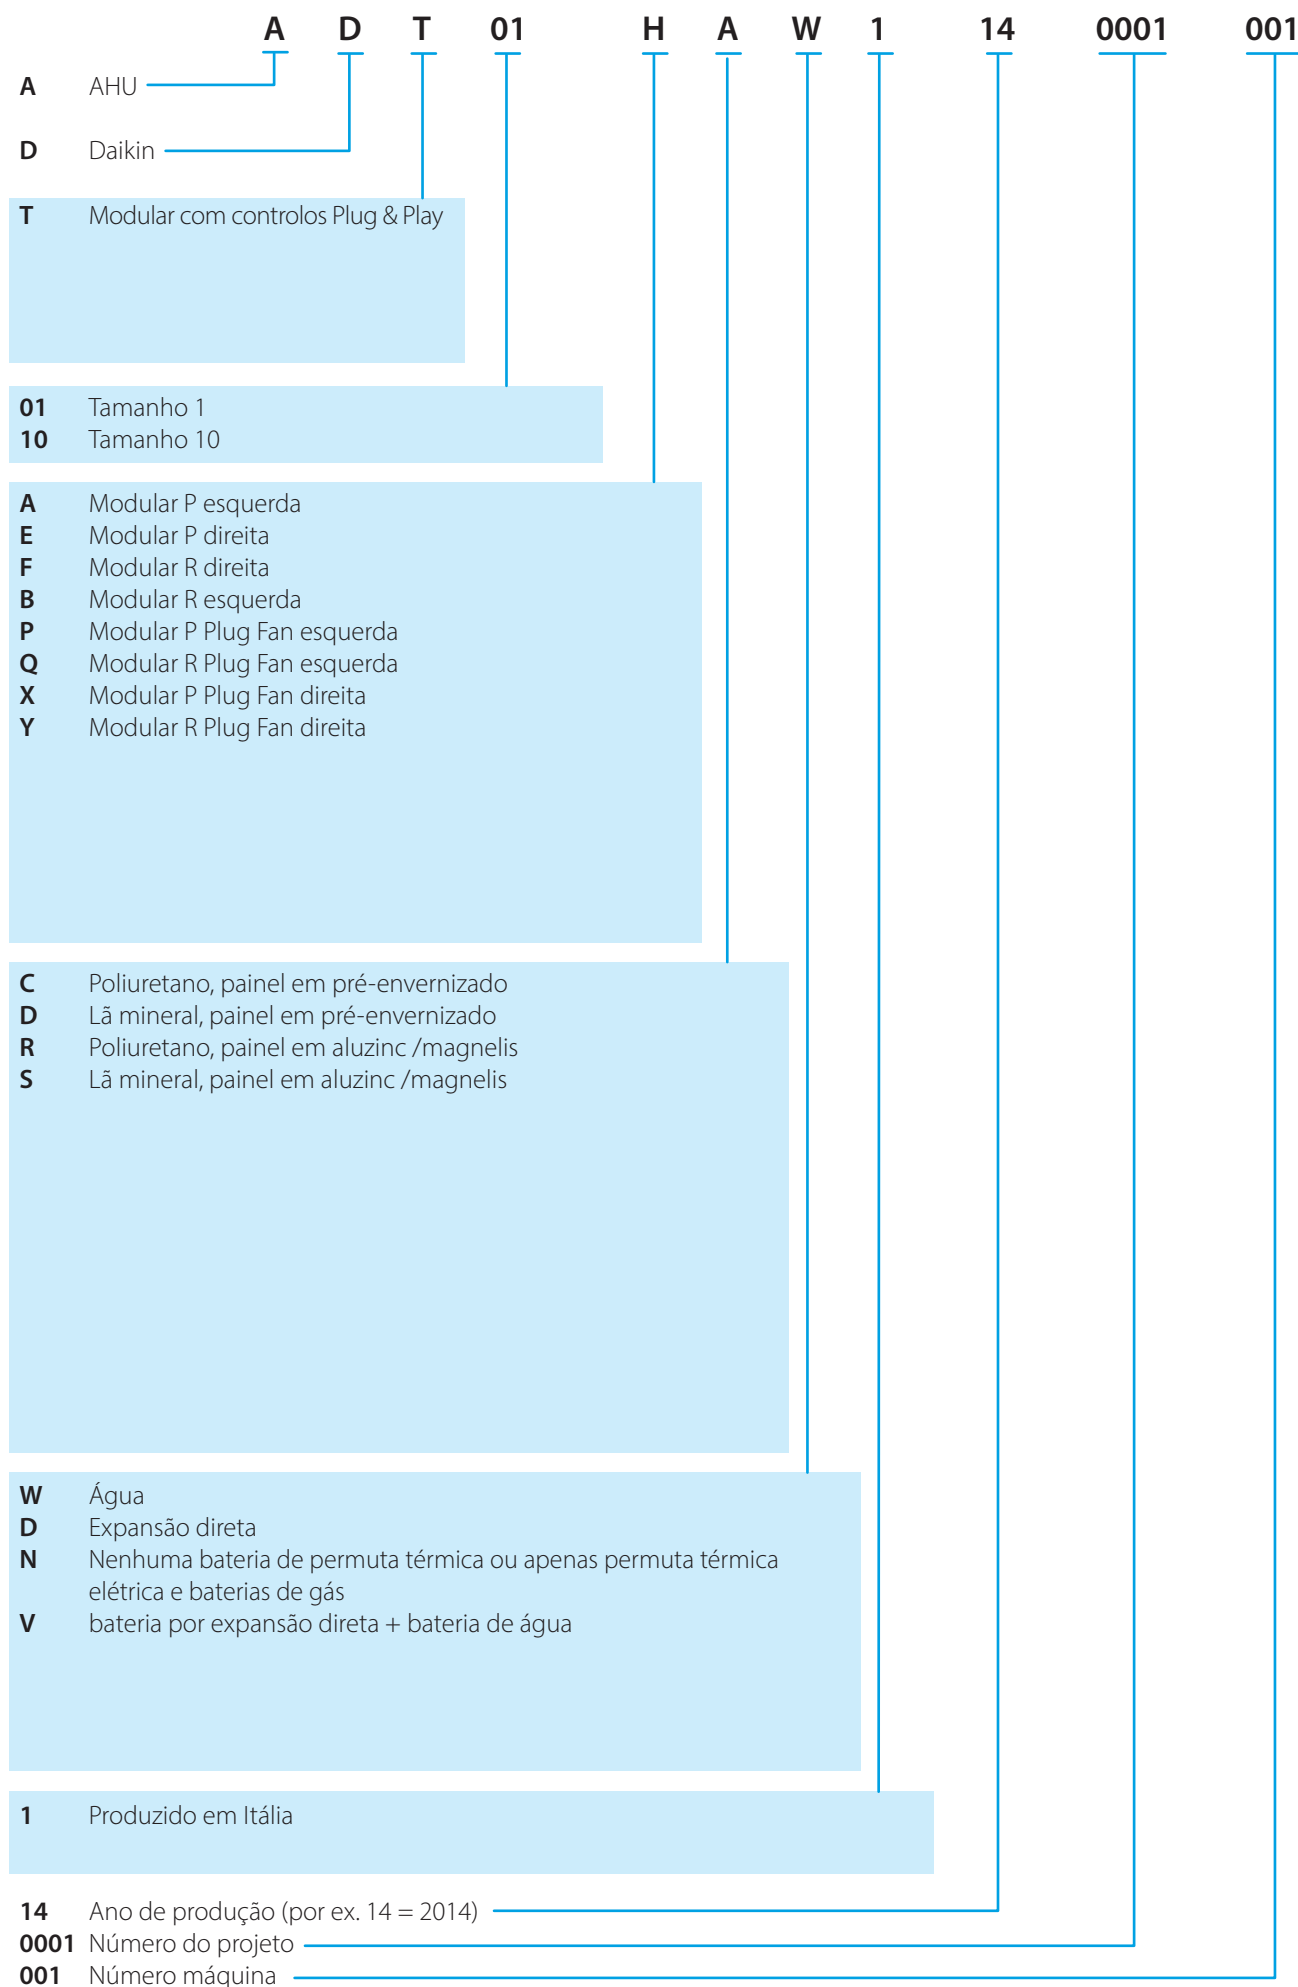 A D T 01 H A W 1 14 0001 001
A AHU
D Daikin
T Modular com controlos Plug & Play
01 Tamanho 1
10 Tamanho 10
A Modular P esquerda
E Modular P direita
F Modular R direita
B Modular R esquerda
P Modular P Plug Fan esquerda
Q Modular R Plug Fan esquerda
X Modular P Plug Fan direita
Y Modular R Plug Fan direita
C Poliuretano, painel em pré-envernizado
D Lã mineral, painel em pré-envernizado
R Poliuretano, painel em aluzinc /magnelis
S Lã mineral, painel em aluzinc /magnelis
W Água
D Expansão direta
N Nenhuma bateria de permuta térmica ou apenas permuta térmica
elétrica e baterias de gás
V bateria por expansão direta + bateria de água
1 Produzido em Itália
14 Ano de produção (por ex. 14 = 2014)
0001 Número do projeto
001 Número máquina